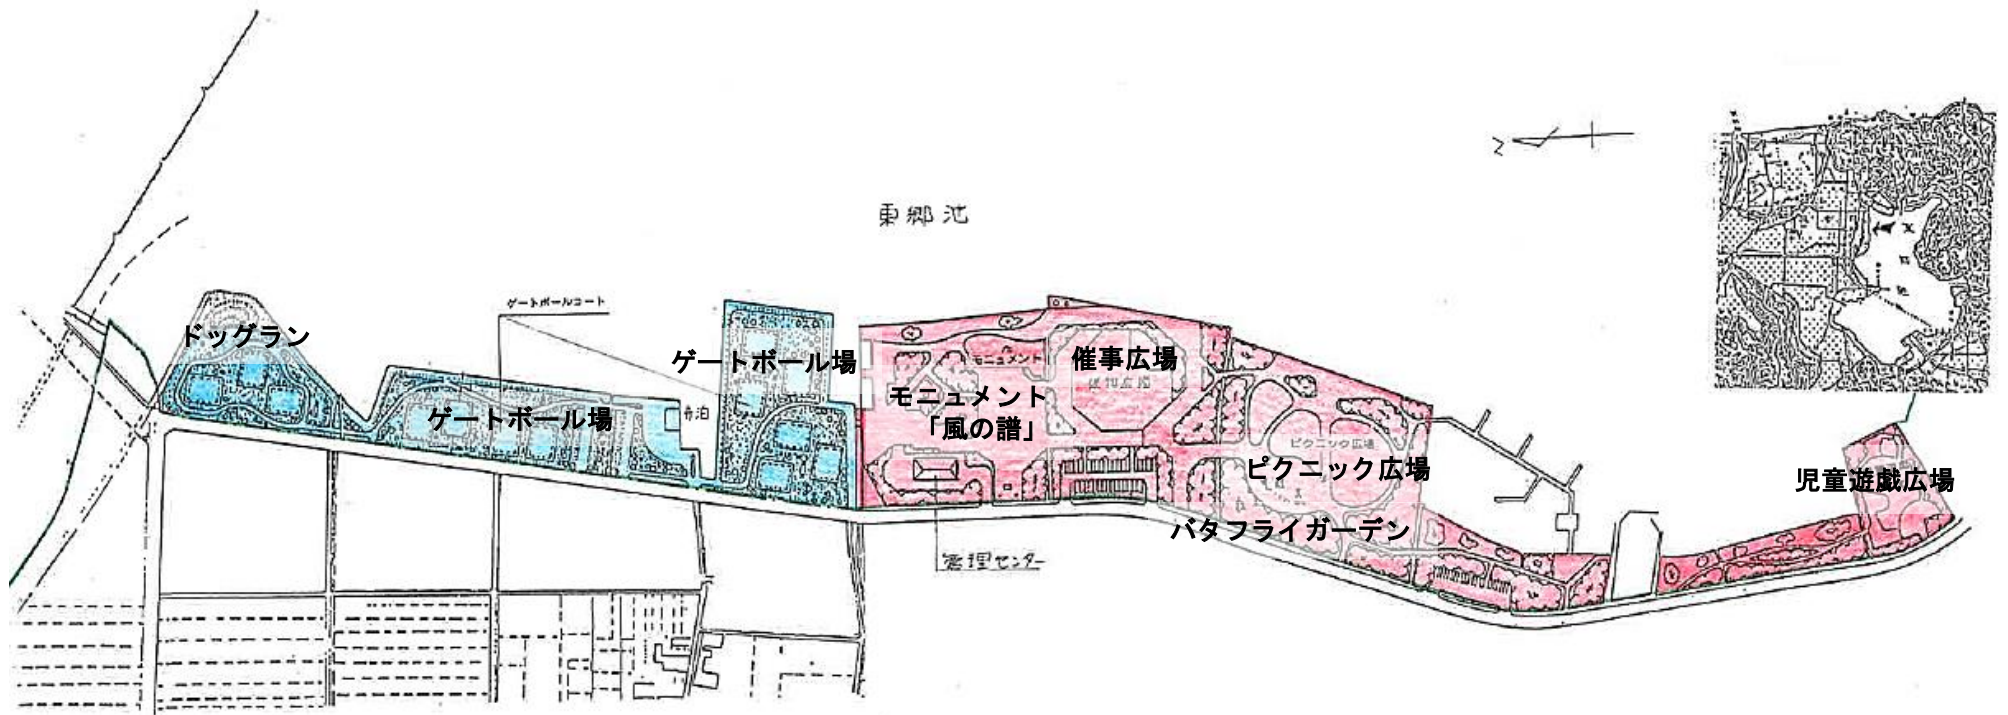 N
東郷池
ゲートボールコート
ドッグラン
ゲートボール場
ゲートボール場
舟泊
モニュメント
催事広場
モニュメント
「風の譜」
ピクニック広場
ピクニック広場
児童遊戯広場
バタフライガーデン
管理センター